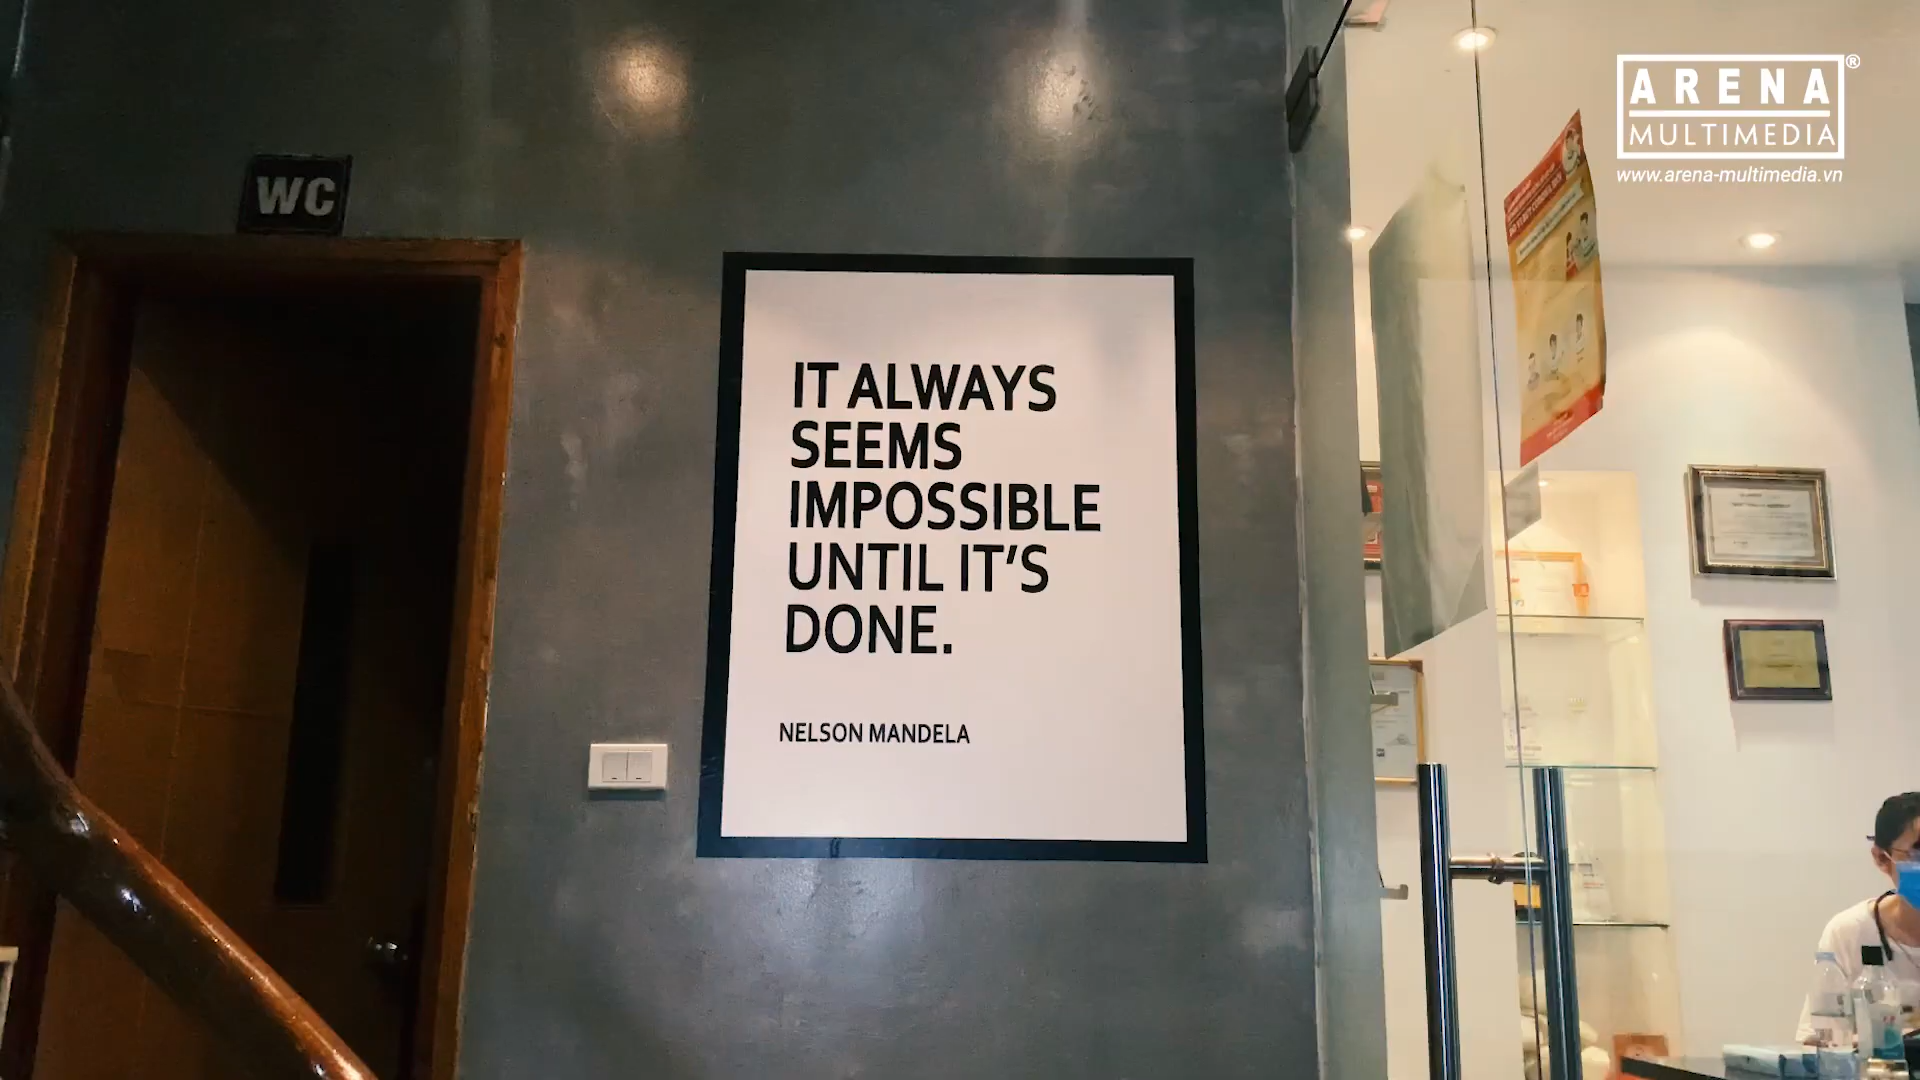 ARENA®
MULTIMEDIA
www.arena-multimedia.vn
WC
IT ALWAYS
SEEMS
IMPOSSIBLE
UNTIL IT’S
DONE.
NELSON MANDELA